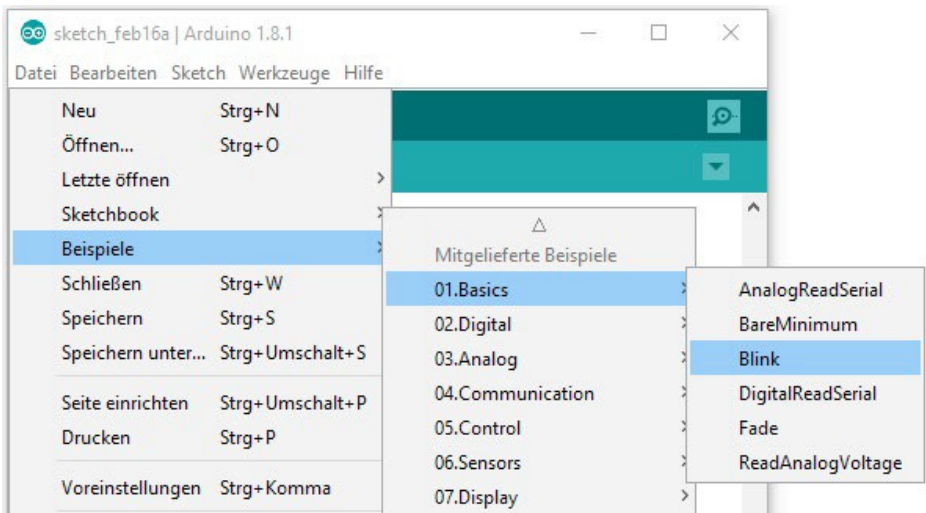 sketch_feb16a | Arduino 1.8.1
Datei Bearbeiten Sketch Werkzeuge Hilfe
Neu Strg+N
Öffnen... Strg+O
Letzte öffnen
Sketchbook
Beispiele
Schließen Strg+W
Speichern Strg+S
Speichern unter... Strg+Umschalt+S
Seite einrichten Strg+Umschalt+P
Drucken Strg+P
Voreinstellungen Strg+Komma
Mitgelieferte Beispiele
01.Basics
02.Digital
03.Analog
04.Communication
05.Control
06.Sensors
07.Display
AnalogReadSerial
BareMinimum
Blink
DigitalReadSerial
Fade
ReadAnalogVoltage